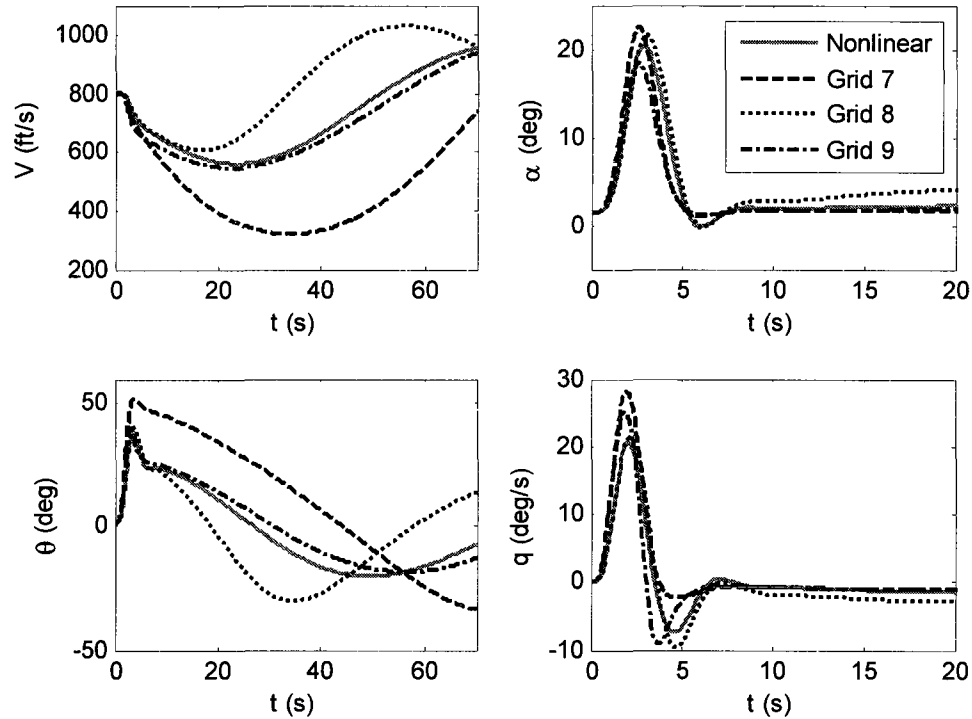 V (ft/s)
1000
800
600
400
200
0
20
40
60
t (s)
α (deg)
20
10
0
0
5
10
15
20
t (s)
Nonlinear
Grid 7
Grid 8
Grid 9
θ (deg)
50
0
-50
0
20
40
60
t (s)
q (deg/s)
30
20
10
0
-10
0
5
10
15
20
t (s)